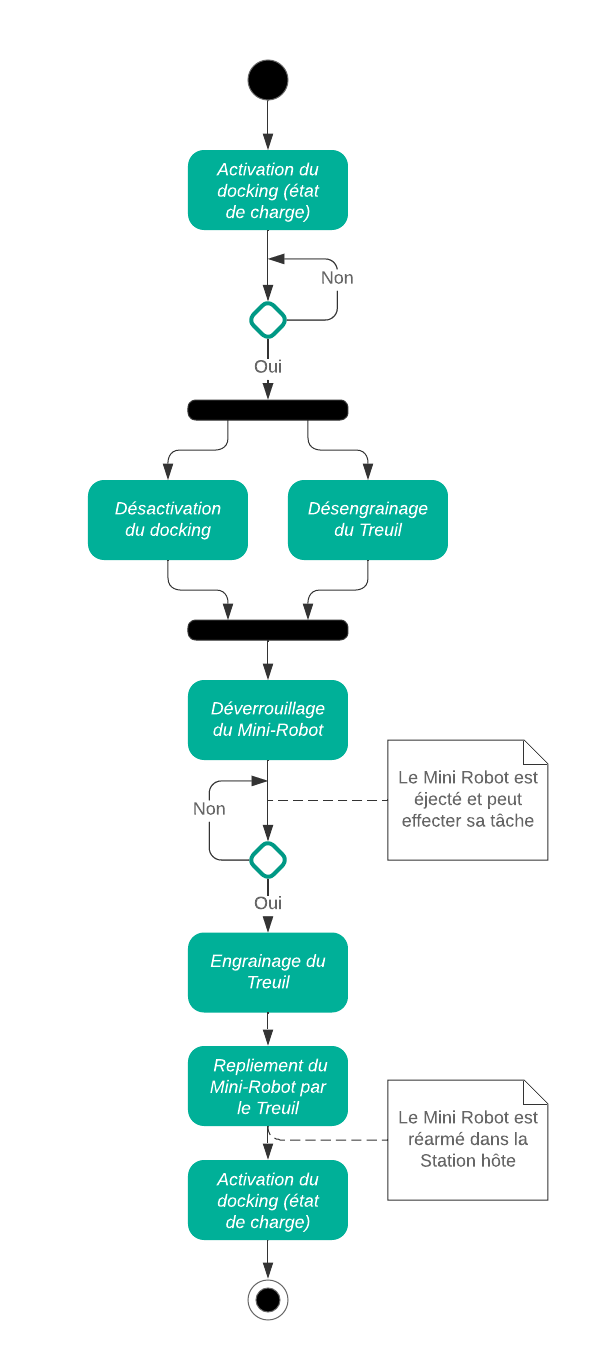 Activation du
docking (état
de charge)
Non
Oui
Désactivation
du docking
Désengrainage
du Treuil
Déverrouillage
du Mini-Robot
Le Mini Robot est
éjecté et peut
effecter sa tâche
Non
Oui
Engrainage du
Treuil
Repliement du
Mini-Robot par
le Treuil
Le Mini Robot est
réarmé dans la
Station hôte
Activation du
docking (état
de charge)